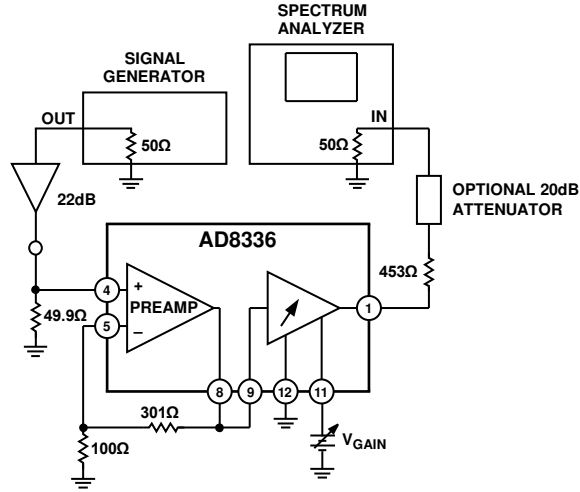 SPECTRUM
ANALYZER
SIGNAL
GENERATOR
OUT
IN
50Ω
50Ω
22dB
OPTIONAL 20dB
ATTENUATOR
AD8336
453Ω
4
+
PREAMP
1
49.9Ω
5
–
8
9
12
11
301Ω
100Ω
VGAIN